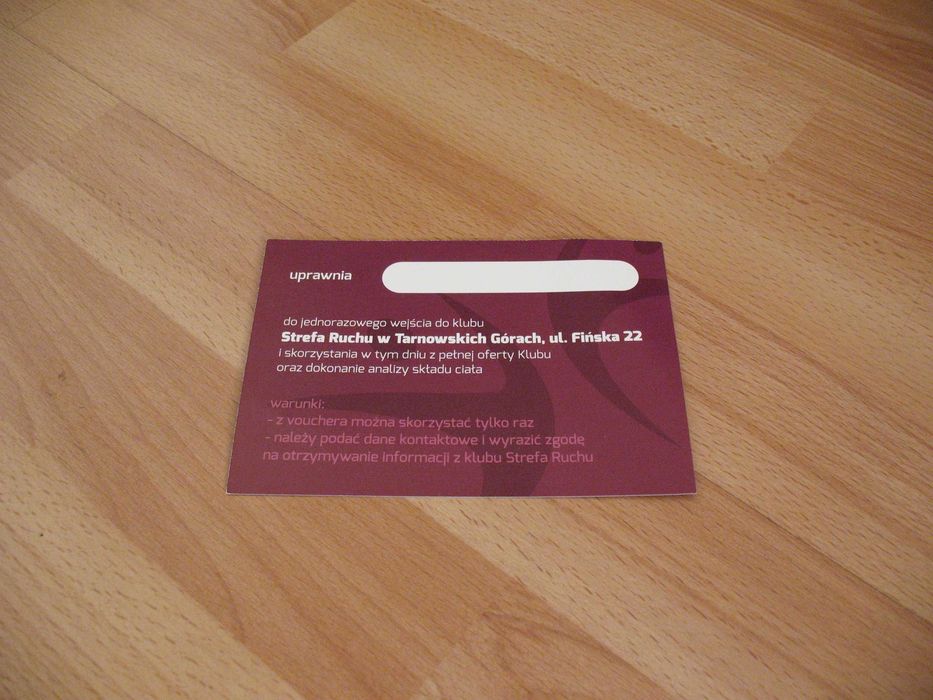 uprawnia
do jednorazowego wejścia do klubu
Strefa Ruchu w Tarnowskich Górach, ul. Fińska 22
i skorzystania w tym dniu z pełnej oferty Klubu
oraz dokonanie analizy składu ciała
warunki:
- z vouchera można skorzystać tylko raz
- należy podać dane kontaktowe i wyrazić zgodę
na otrzymywanie informacji z klubu Strefa Ruchu